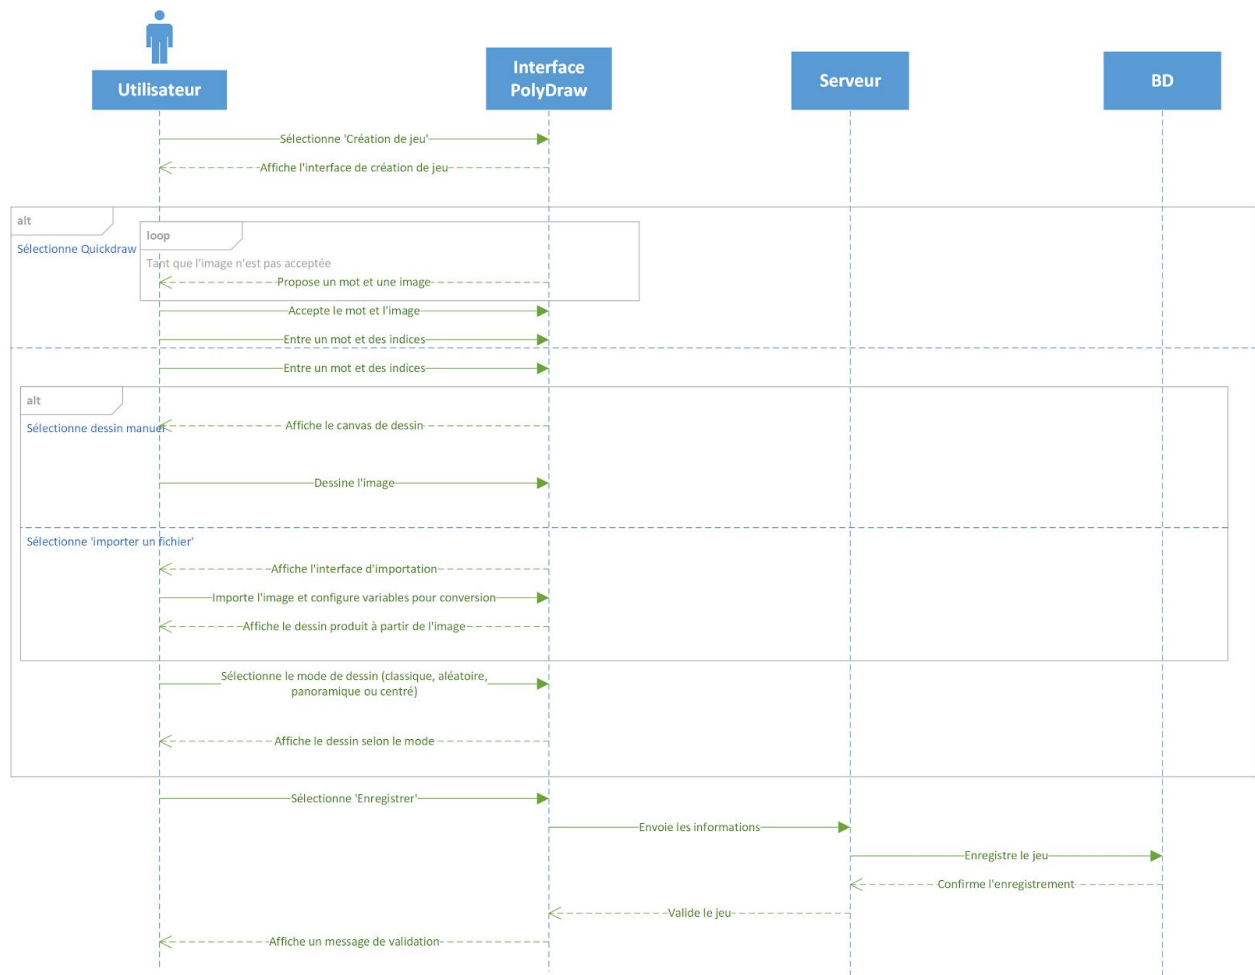 Utilisateur
Interface
PolyDraw
Serveur
BD
Sélectionne 'Création de jeu'
Affiche l'interface de création de jeu
alt
Sélectionne Quickdraw
loop
Tant que l'image n'est pas acceptée
Propose un mot et une image
Accepte le mot et l'image
Entre un mot et des indices
Entre un mot et des indices
alt
Sélectionne dessin manuel
Affiche le canvas de dessin
Dessine l'image
Sélectionne 'importer un fichier'
Affiche l'interface d'importation
Importe l'image et configure variables pour conversion
Affiche le dessin produit à partir de l'image
Sélectionne le mode de dessin (classique, aléatoire,
panoramique ou centré)
Affiche le dessin selon le mode
Sélectionne 'Enregistrer'
Envoie les informations
Enregistre le jeu
Confirme l'enregistrement
Valide le jeu
Affiche un message de validation